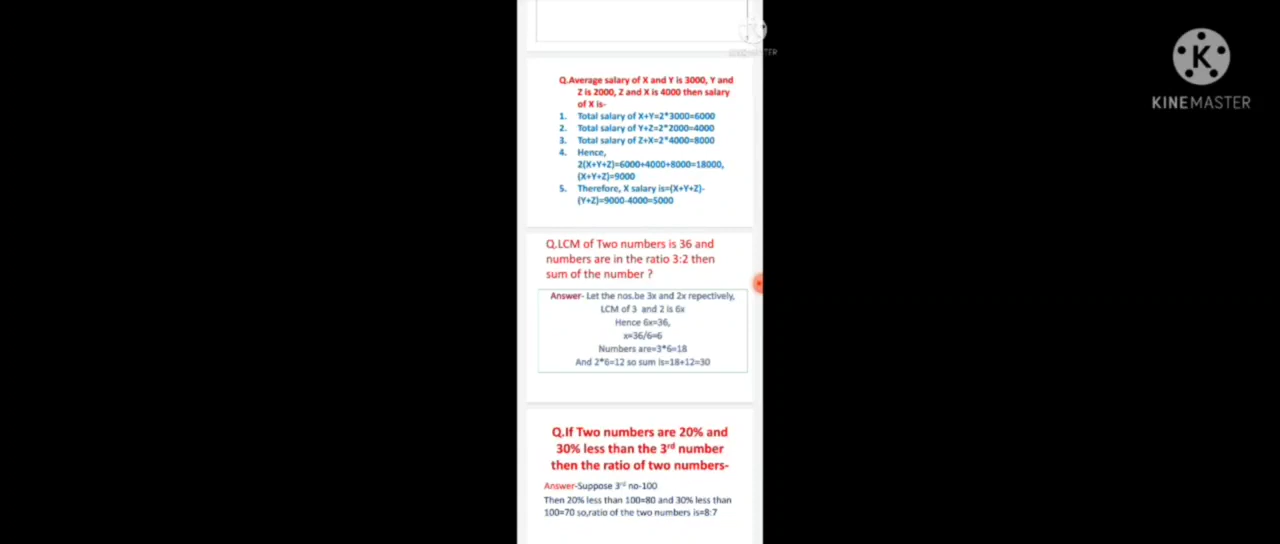 KINEMASTER
Q.Average salary of X and Y is 3000, Y and
Z is 2000, Z and X is 4000 then salary
of X is-
1. Total salary of X+Y=2*3000=6000
2. Total salary of Y+Z=2*2000=4000
3. Total salary of Z+X=2*4000=8000
4. Hence,
2(X+Y+Z)=6000+4000+8000=18000,
(X+Y+Z)=9000
5. Therefore, X salary is=(X+Y+Z)-
(Y+Z)=9000-4000=5000
Q.LCM of Two numbers is 36 and
numbers are in the ratio 3:2 then
sum of the number ?
Answer- Let the nos.be 3x and 2x repectively,
LCM of 3 and 2 is 6x
Hence 6x=36,
x=36/6=6
Numbers are=3*6=18
And 2*6=12 so sum is=18+12=30
Q.If Two numbers are 20% and
30% less than the 3rd number
then the ratio of two numbers-
Answer-Suppose 3rd no-100
Then 20% less than 100=80 and 30% less than
100=70 so,ratio of the two numbers is=8:7
K
KINEMASTER